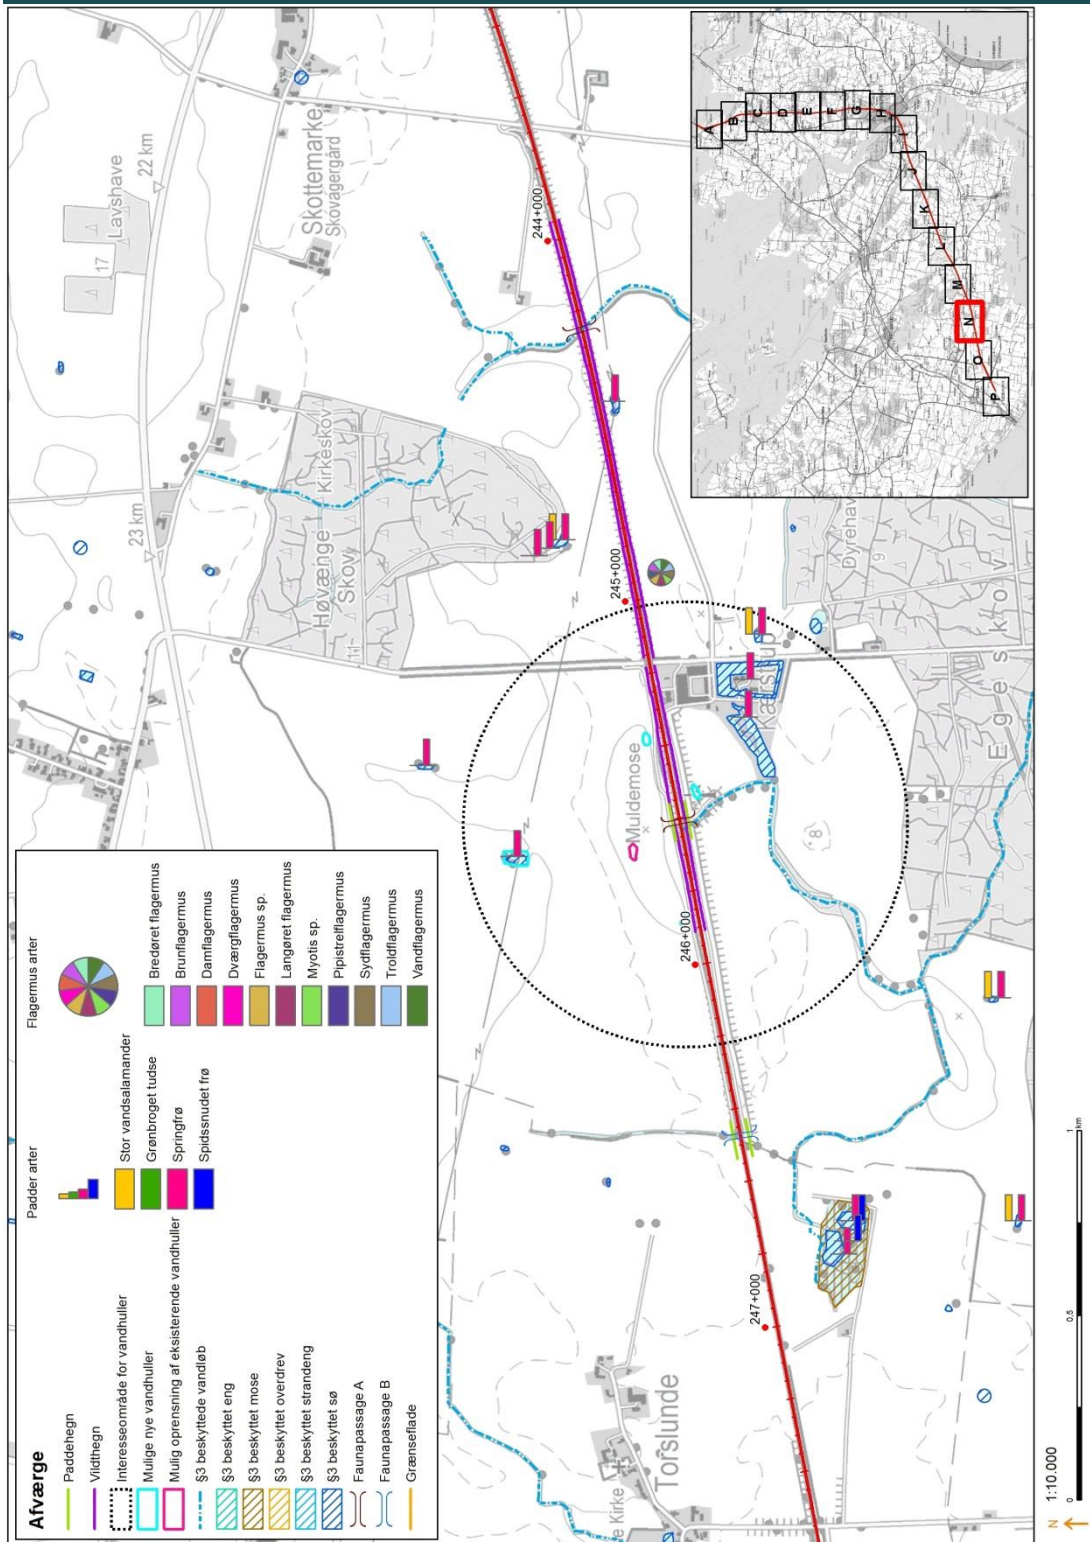 Afværge
Paddehegn
Vildthegn
Interesseområde for vandhuller
Mulige nye vandhuller
Mulig oprensning af eksisterende vandhuller
§3 beskyttede vandløb
§3 beskyttet eng
§3 beskyttet mose
§3 beskyttet overdrev
§3 beskyttet strandeng
§3 beskyttet sø
Faunapassage A
Faunapassage B
Grænseflade
Padder arter
Stor vandsalamander
Grønbroget tudse
Springfrø
Spidssnudet frø
Flagermus arter
Bredøret flagermus
Brunflagermus
Damflagermus
Dværgflagermus
Flagermus sp.
Langøret flagermus
Myotis sp.
Pipistrelflagermus
Sydflagermus
Troldflagermus
Vandflagermus
23 km
22 km
17
Lavshave
Skottemarke
Skovagergård
Høvænge Kirkeskov
Skov
11
244+000
245+000
246+000
247+000
Muldemose
8
Dyrehav
9
Egeskov
Torslunde
e Kirke
A
B
C
D
E
F
G
H
I
J
K
L
M
N
O
P
N
1:10.000
0
0,5
1
km